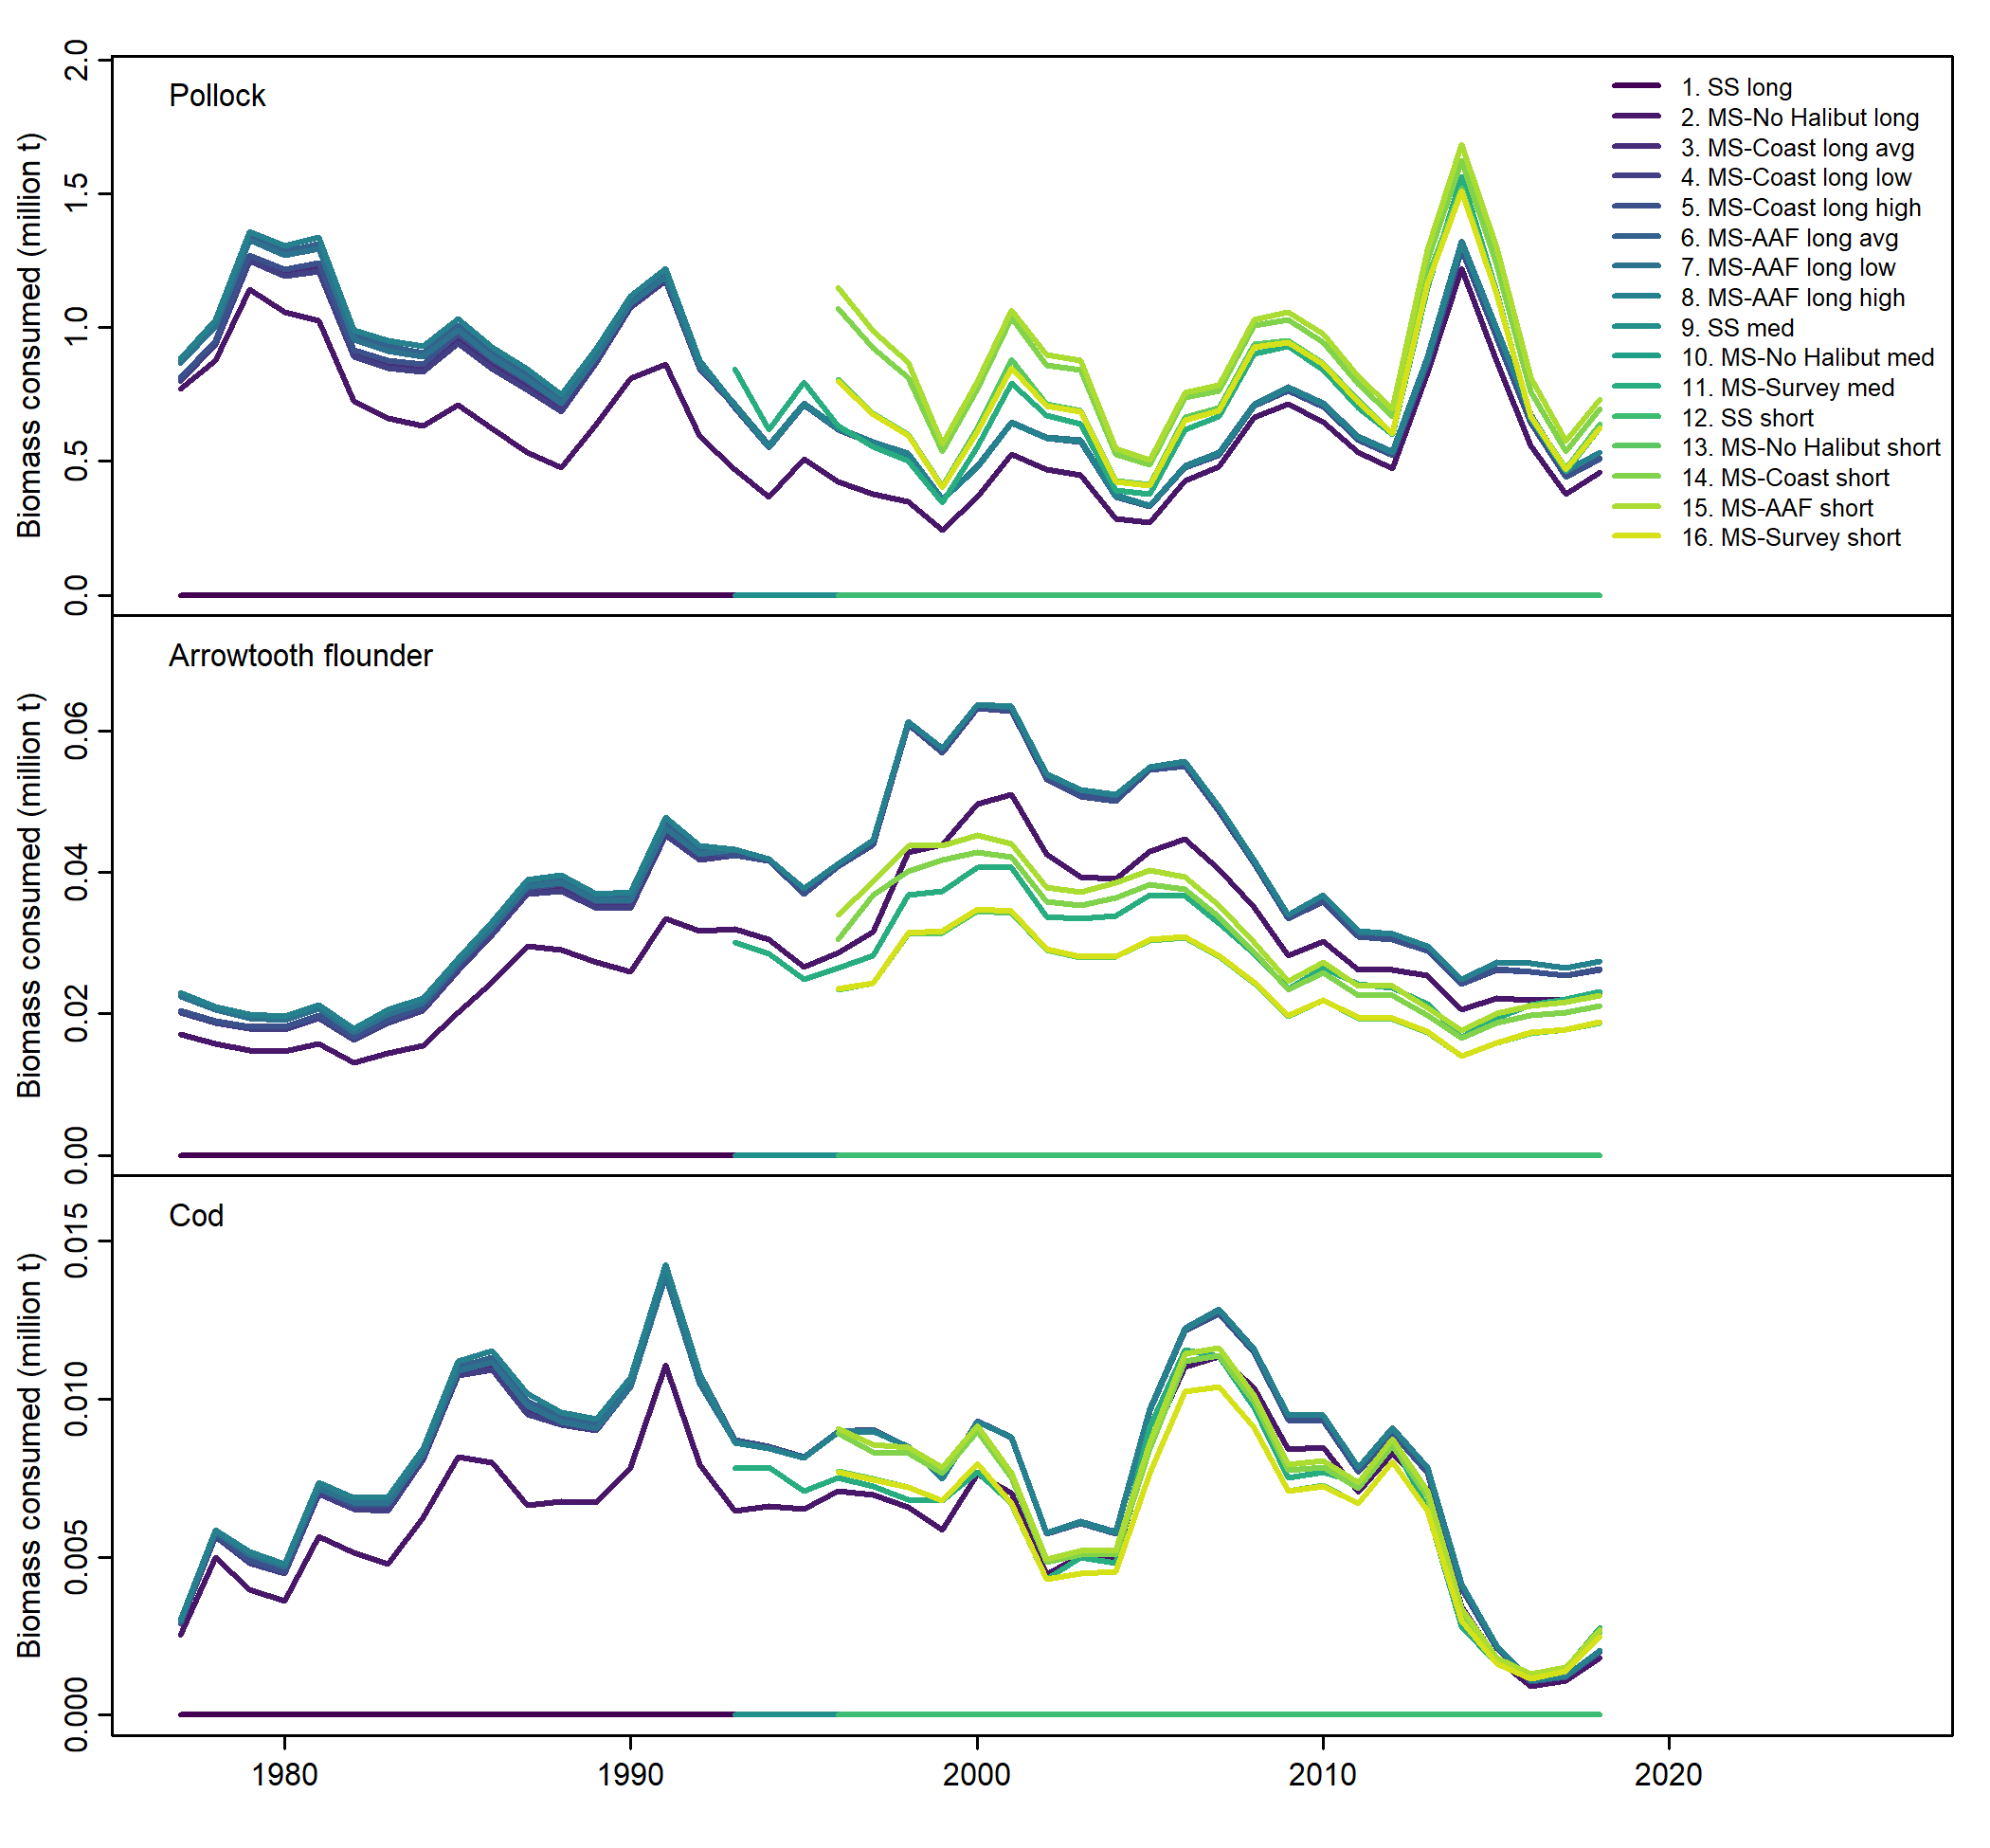 Pollock
Biomass consumed (million t)
2.0
1.5
1.0
0.5
0.0
1. SS long
2. MS-No Halibut long
3. MS-Coast long avg
4. MS-Coast long low
5. MS-Coast long high
6. MS-AAF long avg
7. MS-AAF long low
8. MS-AAF long high
9. SS med
10. MS-No Halibut med
11. MS-Survey med
12. SS short
13. MS-No Halibut short
14. MS-Coast short
15. MS-AAF short
16. MS-Survey short
Arrowtooth flounder
Biomass consumed (million t)
0.06
0.04
0.02
0.00
Cod
Biomass consumed (million t)
0.015
0.010
0.005
0.000
1980 1990 2000 2010 2020